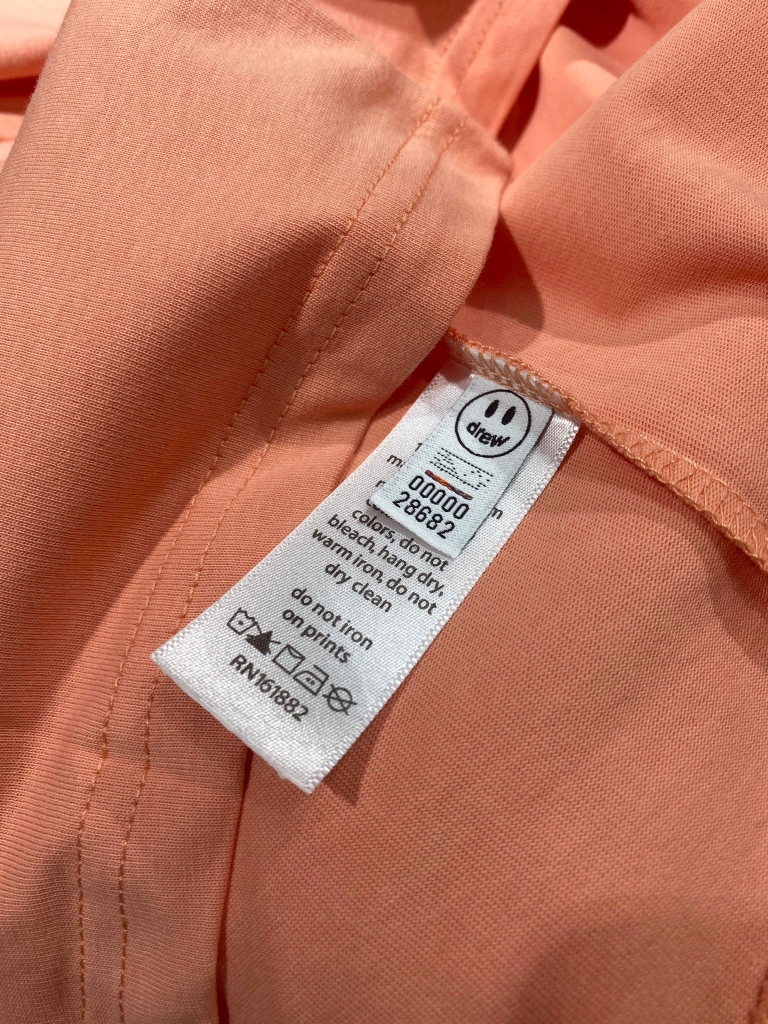 drew
00000
28682
colors, do not
bleach, hang dry,
warm iron, do not
dry clean
do not iron
on prints
RN161882